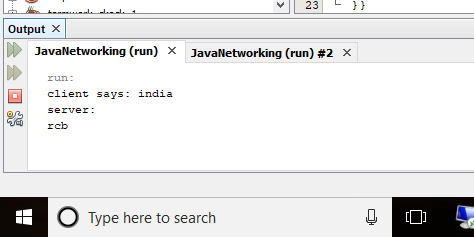 23 }}
Output ×
JavaNetworking (run) × JavaNetworking (run) #2 ×
run:
client says: india
server:
rcb
Type here to search